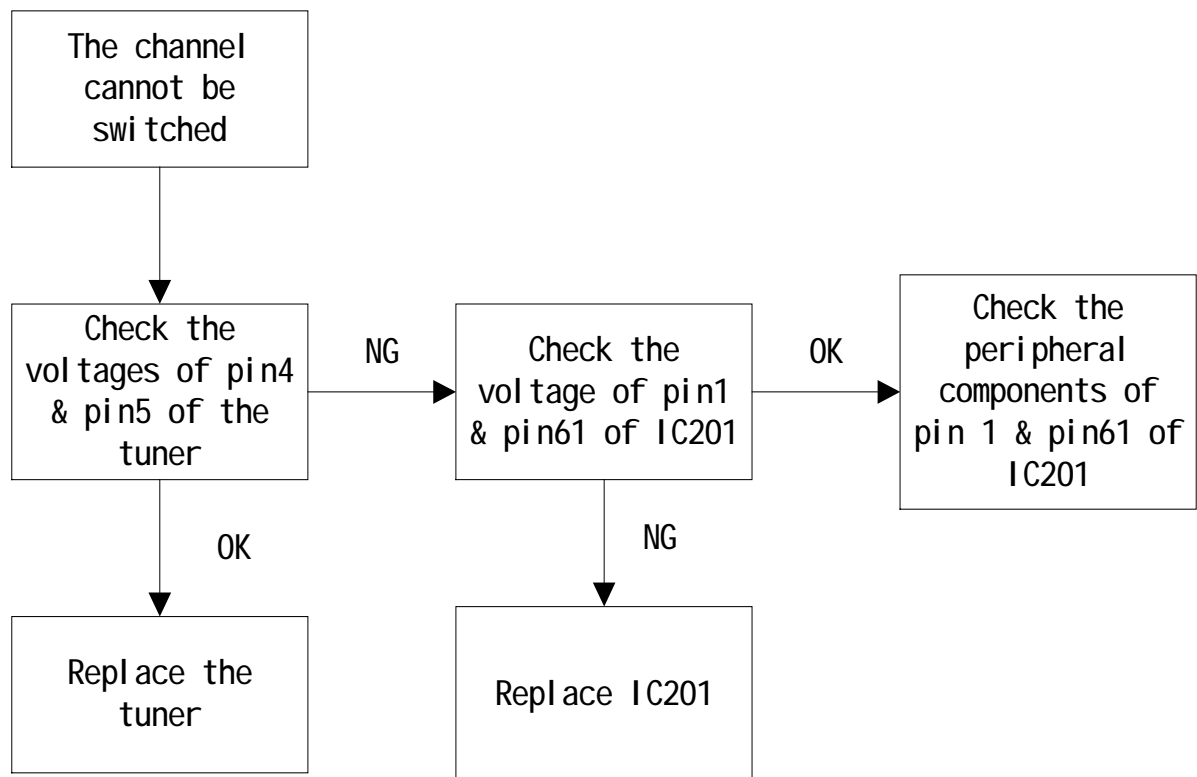 The channel
cannot be
switched
Check the
voltages of pin4
& pin5 of the
tuner
NG
Check the
voltage of pin1
& pin61 of IC201
OK
Check the
peripheral
components of
pin 1 & pin61 of
IC201
OK
NG
Replace the
tuner
Replace IC201